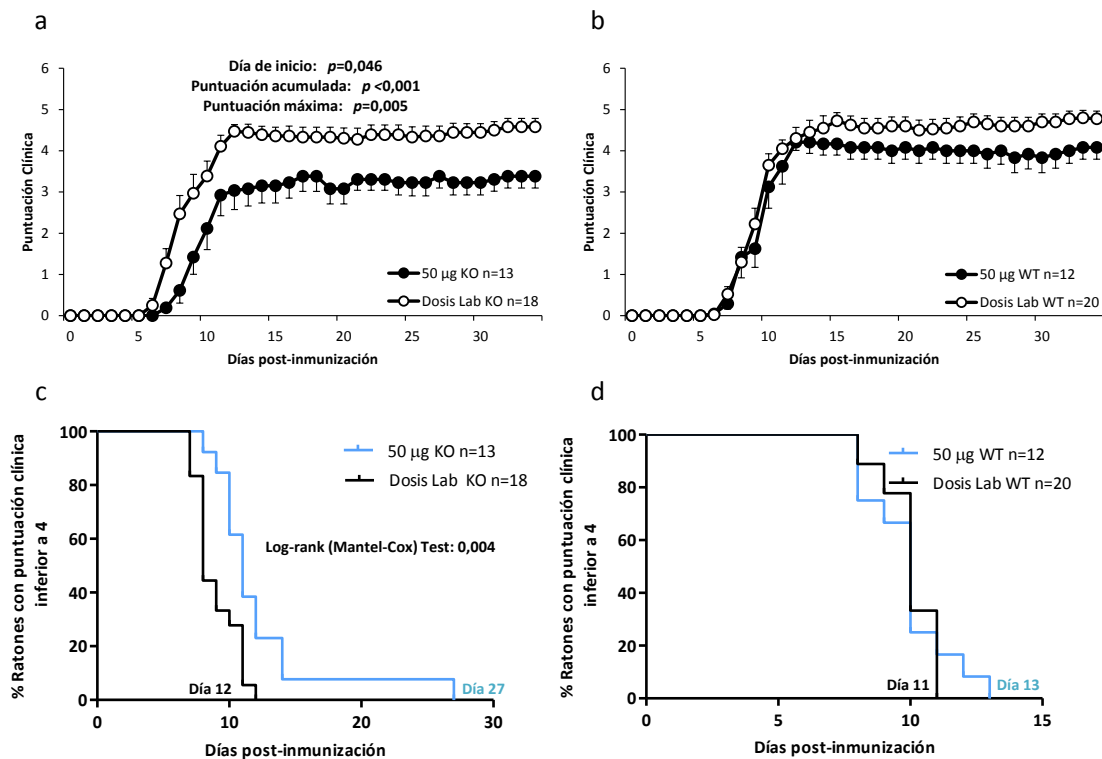 a
Día de inicio: p=0,046
Puntuación acumulada: p <0,001
Puntuación máxima: p=0,005
6
5
4
3
2
1
0
Puntuación Clínica
50 µg KO n=13
Dosis Lab KO n=18
0 5 10 15 20 25 30
Días post-inmunización
b
6
5
4
3
2
1
0
Puntuación Clínica
50 µg WT n=12
Dosis Lab WT n=20
0 5 10 15 20 25 30
Días post-inmunización
c
100
80
60
40
20
0
% Ratones con puntuación clínica
inferior a 4
50 µg KO n=13
Dosis Lab KO n=18
Log-rank (Mantel-Cox) Test: 0,004
Día 12
Día 27
0 10 20 30
Días post-inmunización
d
100
80
60
40
20
0
% Ratones con puntuación clínica
inferior a 4
50 µg WT n=12
Dosis Lab WT n=20
Día 11
Día 13
0 5 10 15
Días post-inmunización